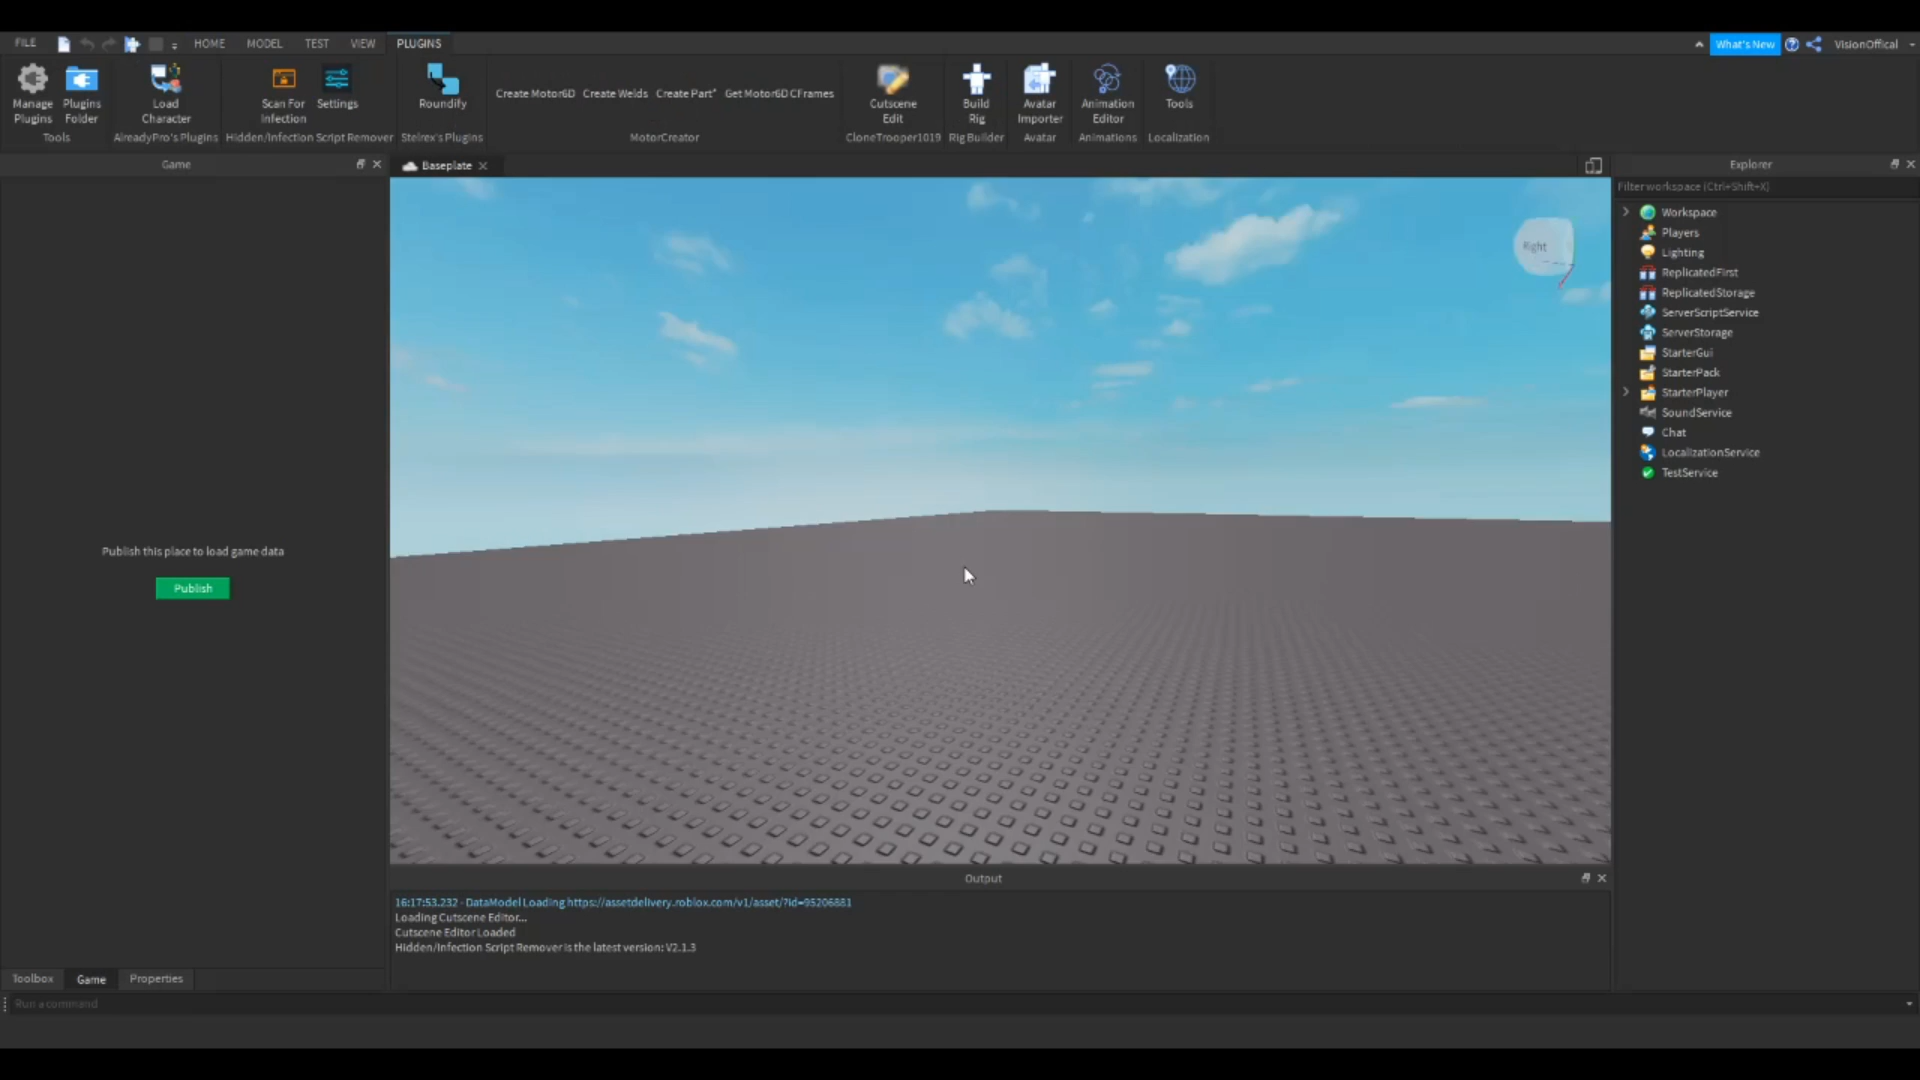 FILE HOME MODEL TEST VIEW PLUGINS What's New VisionOffical
Manage Plugins
Plugins Folder
Tools
Load Character
AlreadyPro's Plugins
Scan For Infection
Settings
Hidden/Infection Script Remover
Roundify
Stelrex's Plugins
Create Motor6D Create Welds Create Part* Get Motor6D CFrames
MotorCreator
Cutscene Edit
CloneTrooper1019
Build Rig
Rig Builder
Avatar Importer
Avatar
Animation Editor
Animations
Tools
Localization
Game
Baseplate
Explorer
Filter workspace (Ctrl+Shift+X)
Right
Workspace
Players
Lighting
ReplicatedFirst
ReplicatedStorage
ServerScriptService
ServerStorage
StarterGui
StarterPack
StarterPlayer
SoundService
Chat
LocalizationService
TestService
Publish this place to load game data
Publish
Output
16:17:53.232 - DataModel Loading https://assetdelivery.roblox.com/v1/asset/?id=95206881
Loading Cutscene Editor...
Cutscene Editor Loaded
Hidden/Infection Script Remover is the latest version: V2.1.3
Toolbox Game Properties
Run a command